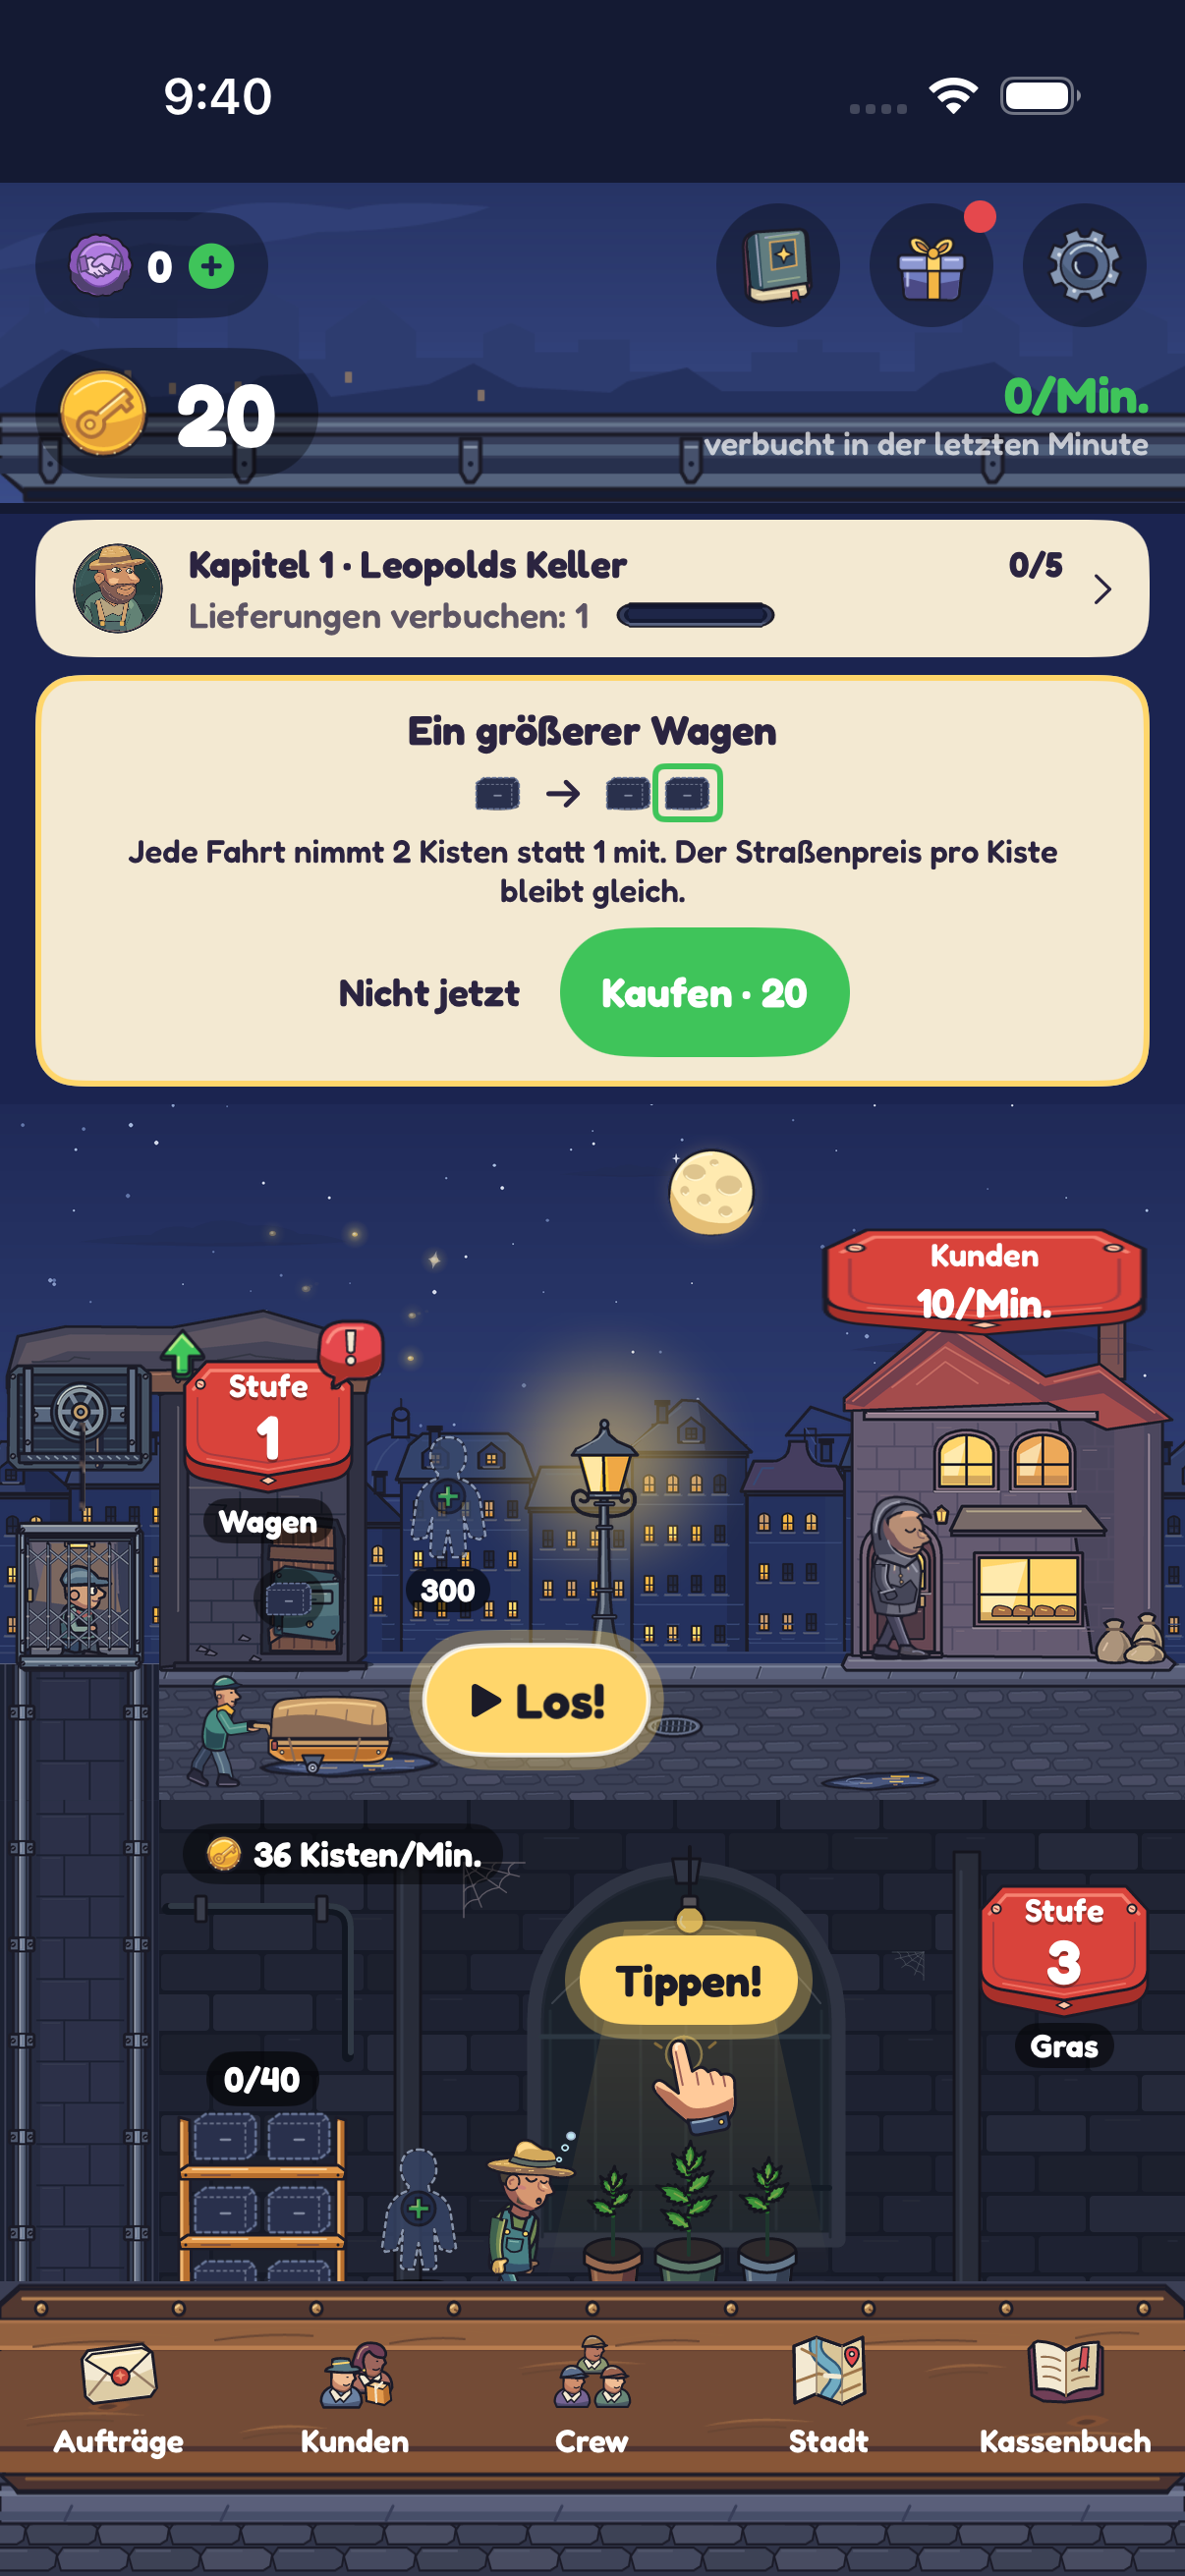 9:40
0
20
0/Min.
verbucht in der letzten Minute
Kapitel 1 · Leopolds Keller
0/5
Lieferungen verbuchen: 1
Ein größerer Wagen
Jede Fahrt nimmt 2 Kisten statt 1 mit. Der Straßenpreis pro Kiste
bleibt gleich.
Nicht jetzt
Kaufen · 20
Kunden
10/Min.
Stufe
1
Wagen
300
Los!
36 Kisten/Min.
Tippen!
Stufe
3
Gras
0/40
Aufträge
Kunden
Crew
Stadt
Kassenbuch